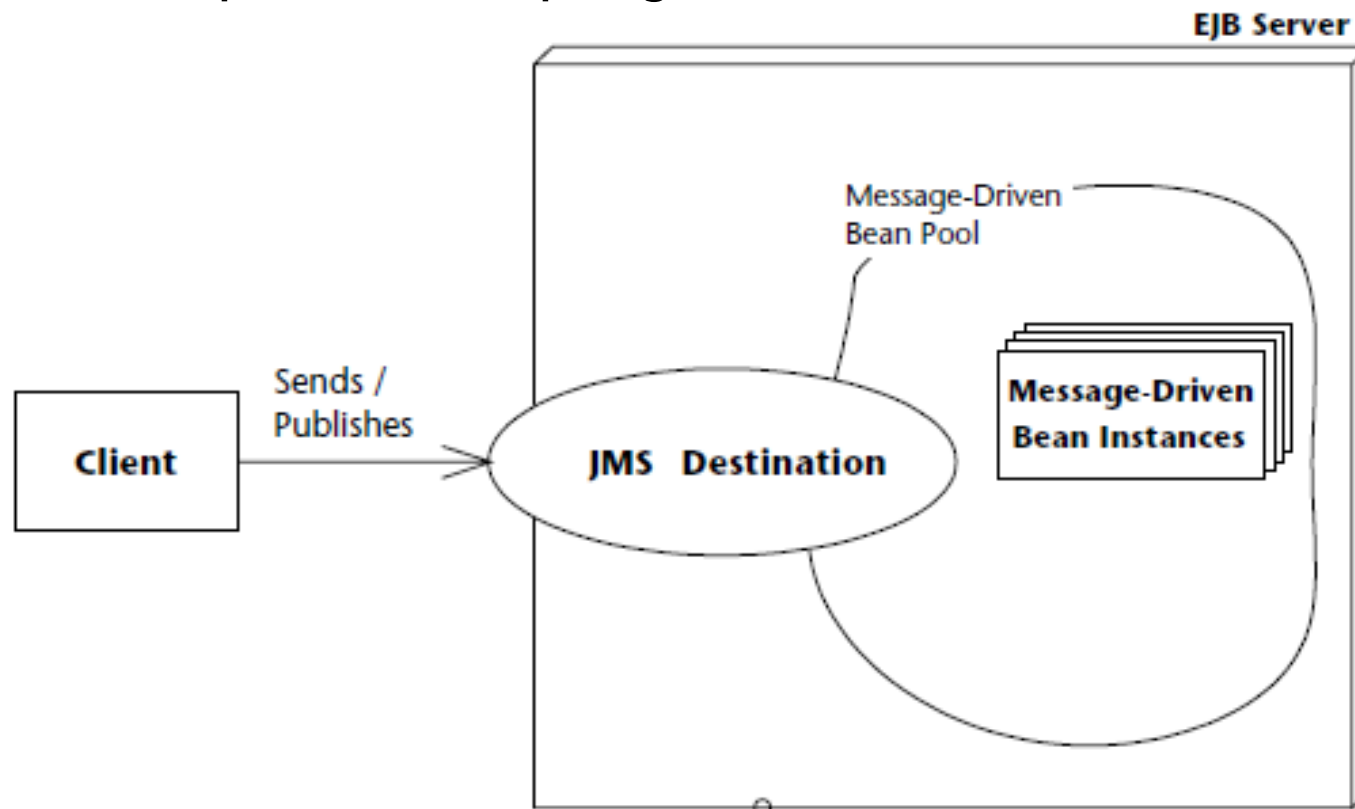 EJB Server
Message-Driven
Bean Pool
Sends /
Publishes
Client
JMS Destination
Message-Driven
Bean Instances